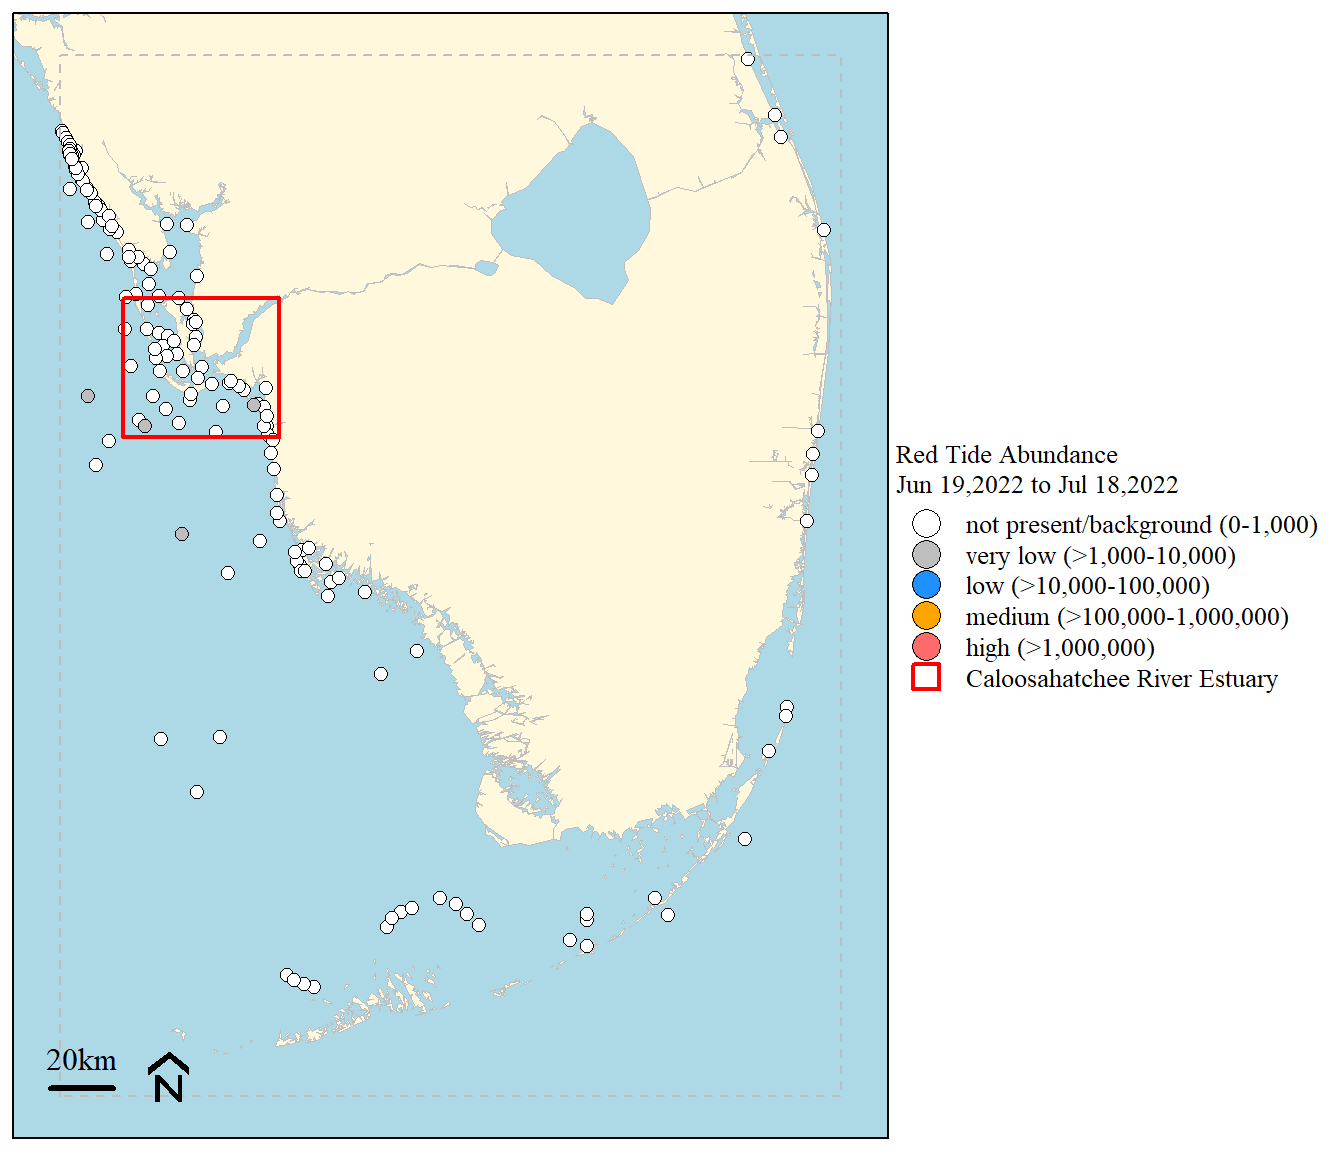 Red Tide Abundance
Jun 19,2022 to Jul 18,2022
not present/background (0-1,000)
very low (>1,000-10,000)
low (>10,000-100,000)
medium (>100,000-1,000,000)
high (>1,000,000)
Caloosahatchee River Estuary
20km
N